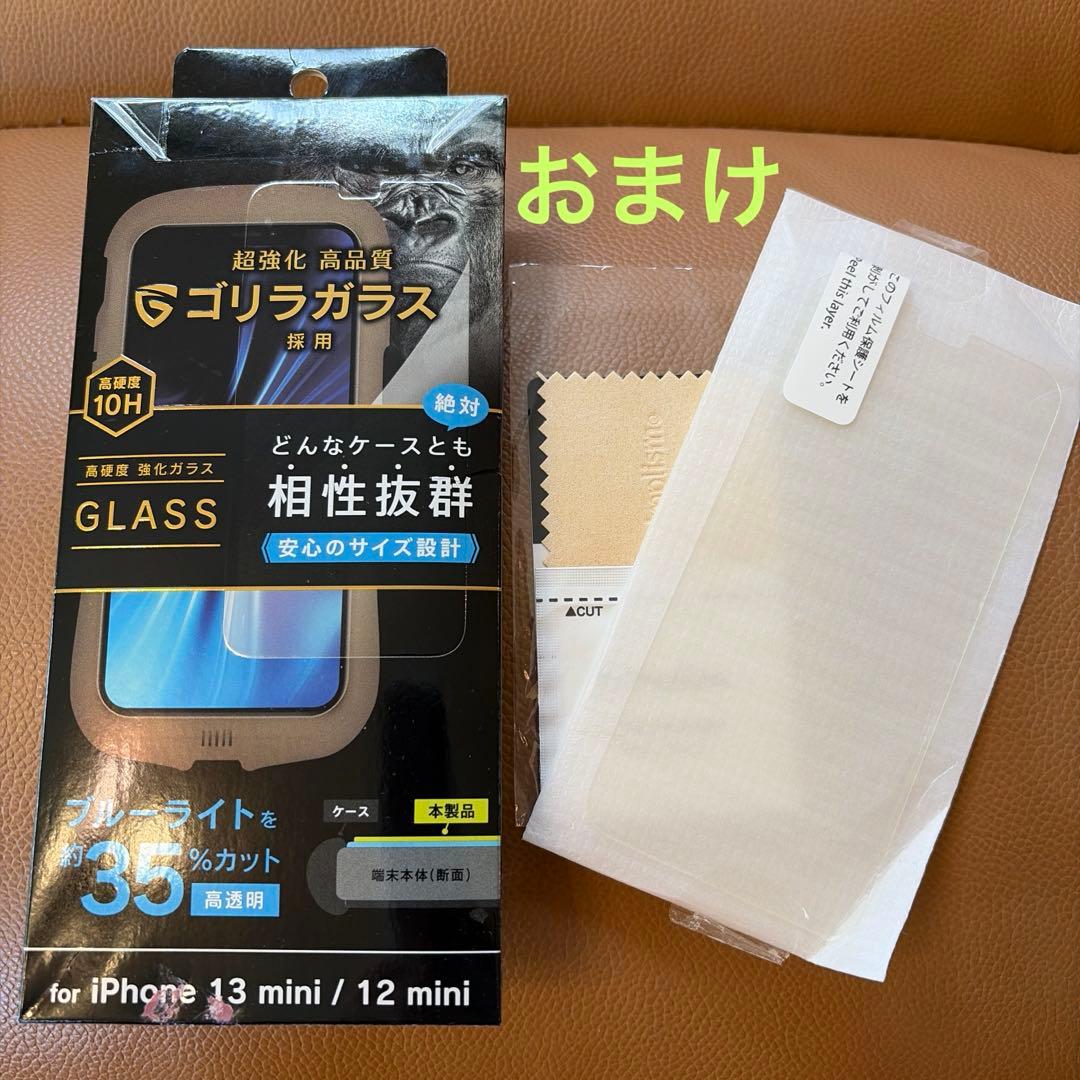 おまけ
超強化 高品質
ゴリラガラス
採用
高硬度
10H
絶対
どんなケースとも
相性抜群
安心のサイズ設計
高硬度 強化ガラス
GLASS
ブルーライトを
約35%カット
高透明
ケース
本製品
端末本体(断面)
for iPhone 13 mini / 12 mini
このフィルム保護シートを
剥がしてご利用ください。
Peel this layer.
▲CUT